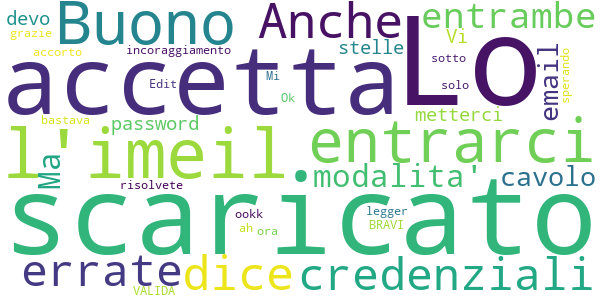 devo Buono Anche entrambe
grazie stelle Vi
accorto incoraggiamento sotto email sperando
accetta Lo
Edit Mi solo
Ok
bastava password metterci
l'imeil entrarci
Ma modalita' cavolo
risolvete
scaricato
ookk legger
ah ora BRAVI
errate dice credenziali
VALIDA